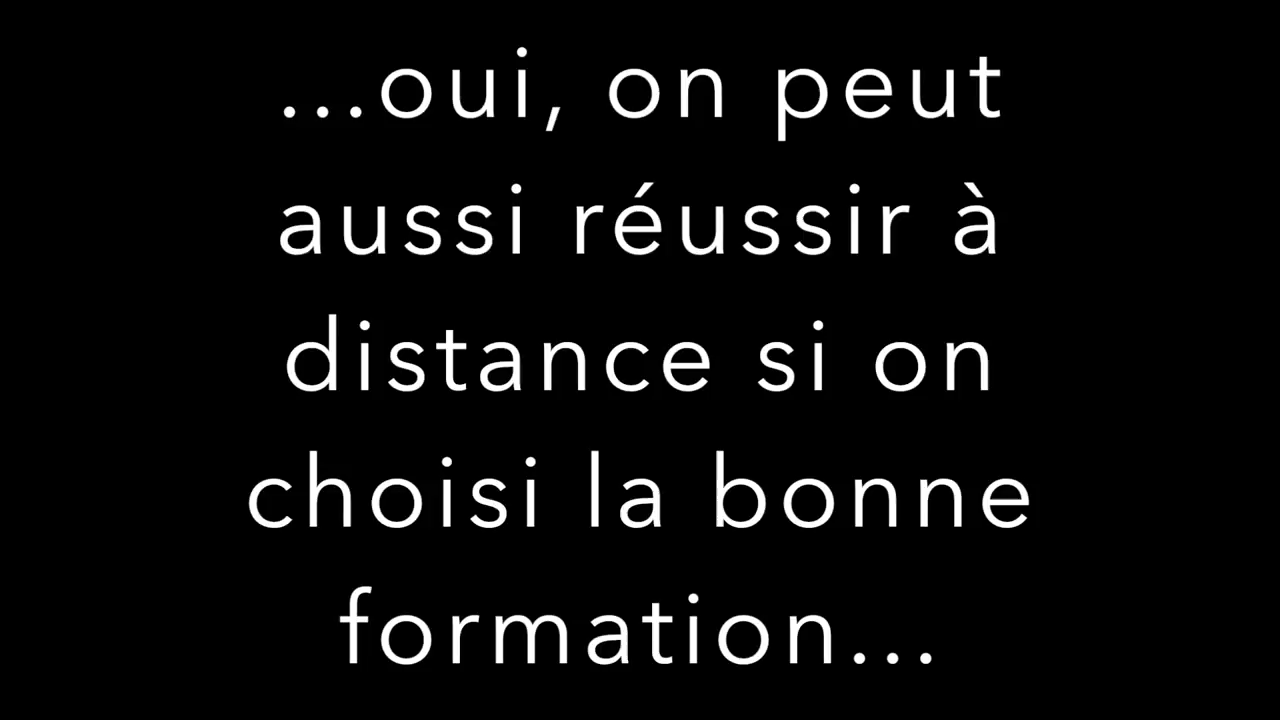 ...oui, on peut
aussi réussir à
distance si on
choisi la bonne
formation...